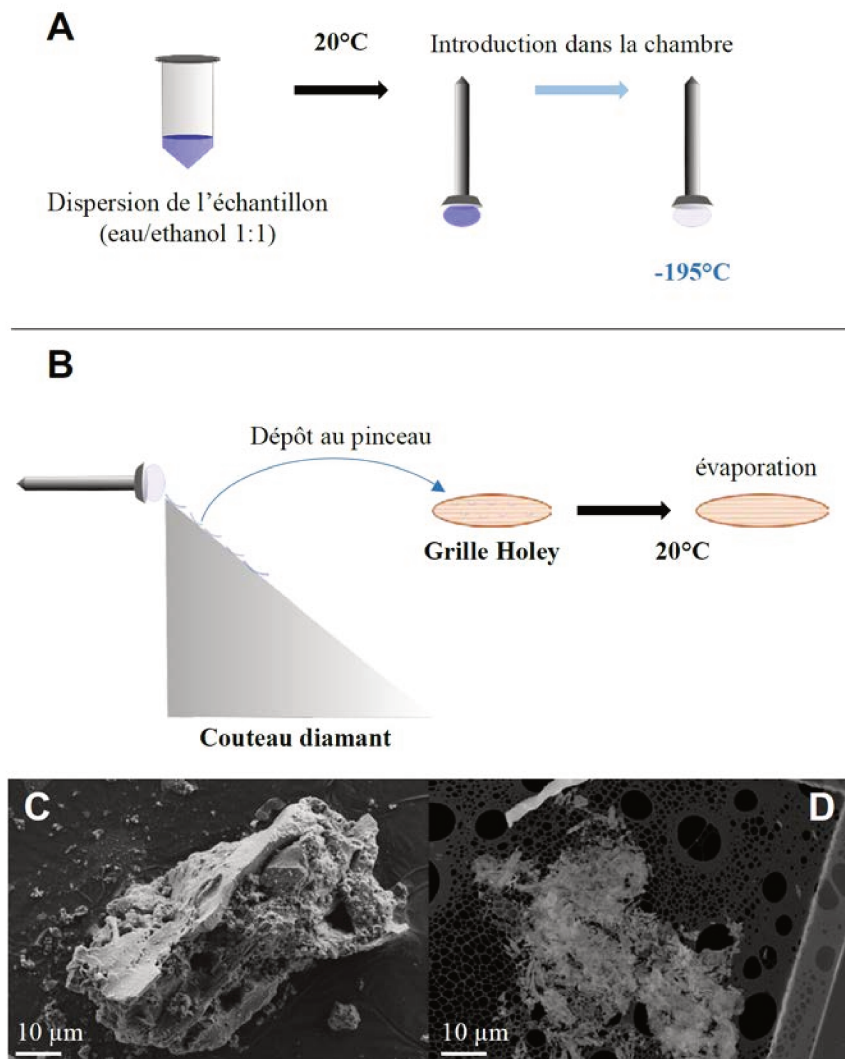 A
20°C
Introduction dans la chambre
Dispersion de l’échantillon
(eau/ethanol 1:1)
-195°C
B
Dépôt au pinceau
évaporation
Grille Holey
20°C
Couteau diamant
C
D
10 µm
10 µm